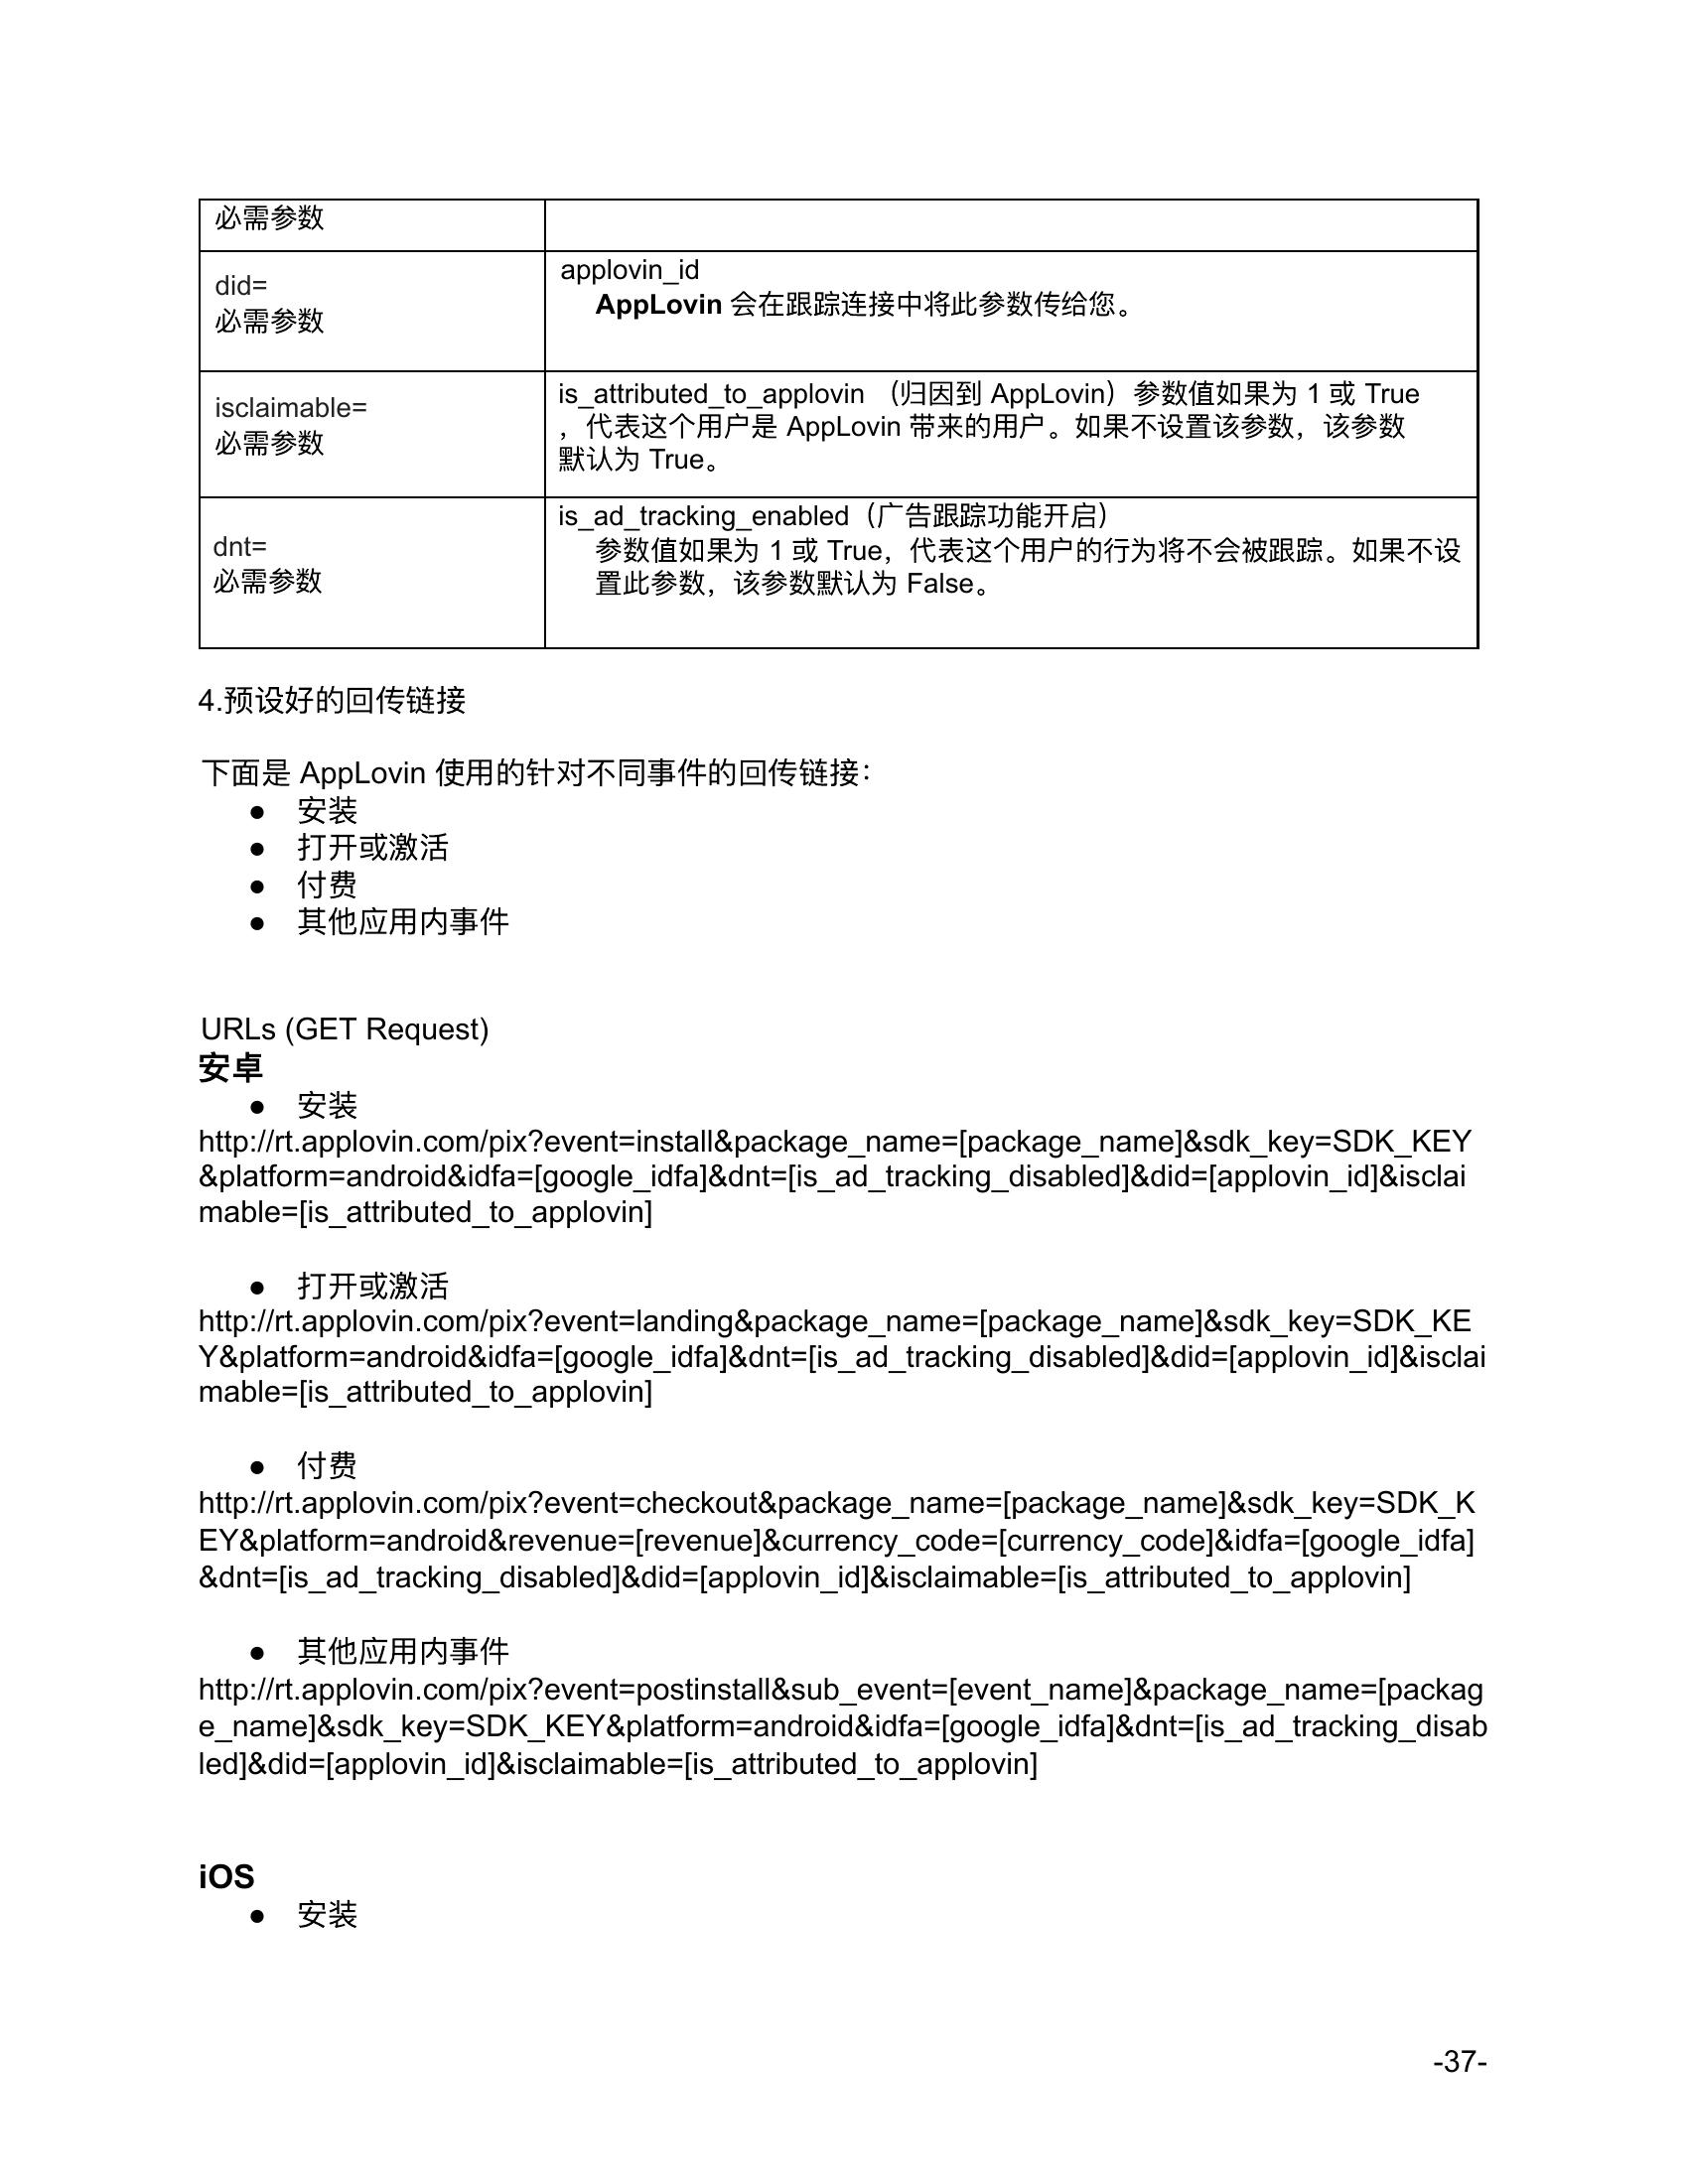 必需参数
did=
必需参数
applovin_id
AppLovin 会在跟踪连接中将此参数传给您。
isclaimable=
必需参数
is_attributed_to_applovin （归因到 AppLovin）参数值如果为 1 或 True
，代表这个用户是 AppLovin 带来的用户。如果不设置该参数，该参数
默认为 True。
dnt=
必需参数
is_ad_tracking_enabled（广告跟踪功能开启）
参数值如果为 1 或 True，代表这个用户的行为将不会被跟踪。如果不设
置此参数，该参数默认为 False。
4.预设好的回传链接
下面是 AppLovin 使用的针对不同事件的回传链接：
● 安装
● 打开或激活
● 付费
● 其他应用内事件
URLs (GET Request)
安卓
● 安装
http://rt.applovin.com/pix?event=install&package_name=[package_name]&sdk_key=SDK_KEY
&platform=android&idfa=[google_idfa]&dnt=[is_ad_tracking_disabled]&did=[applovin_id]&isclai
mable=[is_attributed_to_applovin]
● 打开或激活
http://rt.applovin.com/pix?event=landing&package_name=[package_name]&sdk_key=SDK_KE
Y&platform=android&idfa=[google_idfa]&dnt=[is_ad_tracking_disabled]&did=[applovin_id]&isclai
mable=[is_attributed_to_applovin]
● 付费
http://rt.applovin.com/pix?event=checkout&package_name=[package_name]&sdk_key=SDK_K
EY&platform=android&revenue=[revenue]&currency_code=[currency_code]&idfa=[google_idfa]
&dnt=[is_ad_tracking_disabled]&did=[applovin_id]&isclaimable=[is_attributed_to_applovin]
● 其他应用内事件
http://rt.applovin.com/pix?event=postinstall&sub_event=[event_name]&package_name=[packag
e_name]&sdk_key=SDK_KEY&platform=android&idfa=[google_idfa]&dnt=[is_ad_tracking_disab
led]&did=[applovin_id]&isclaimable=[is_attributed_to_applovin]
iOS
● 安装
-37-